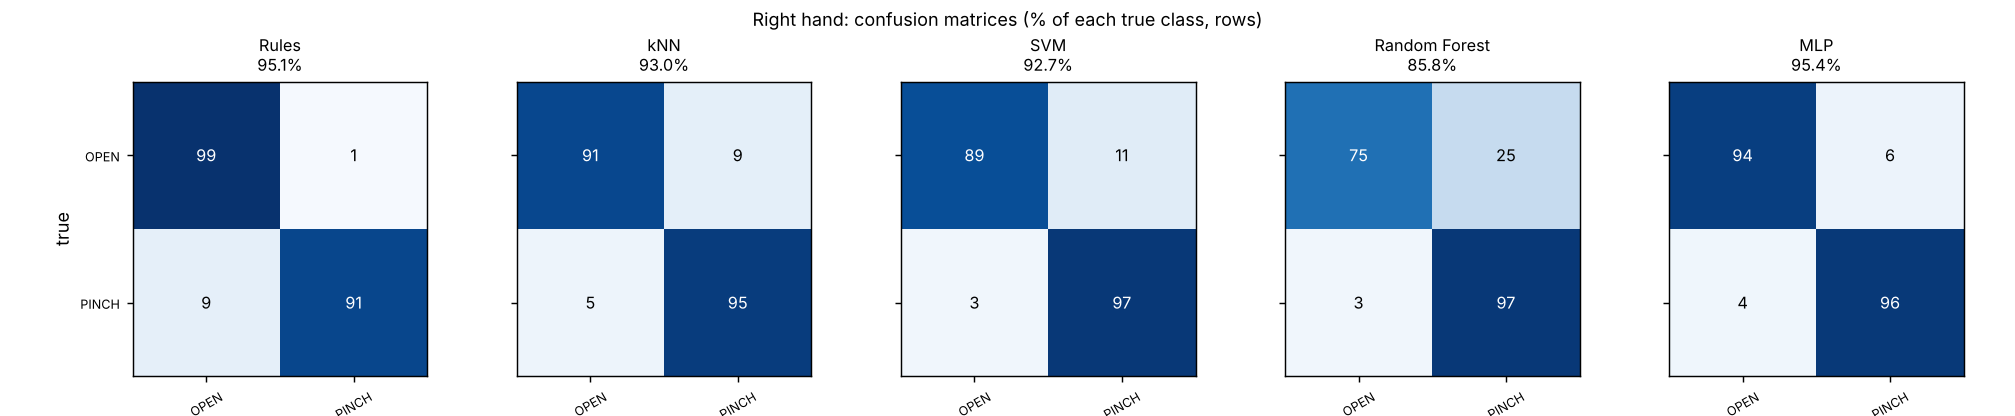 Right hand: confusion matrices (% of each true class, rows)
Rules
95.1%
kNN
93.0%
SVM
92.7%
Random Forest
85.8%
MLP
95.4%
true
OPEN
PINCH
99 1
9 91
OPEN PINCH
91 9
5 95
OPEN PINCH
89 11
3 97
OPEN PINCH
75 25
3 97
OPEN PINCH
94 6
4 96
OPEN PINCH